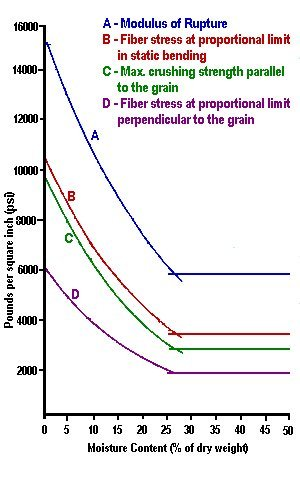 A - Modulus of Rupture
B - Fiber stress at proportional limit
in static bending
C - Max. crushing strength parallel
to the grain
D - Fiber stress at proportional limit
perpendicular to the grain
Pounds per square inch (psi)
16000
14000
12000
10000
8000
6000
4000
2000
A
B
C
D
0 5 10 15 20 25 30 35 40 45 50
Moisture Content (% of dry weight)